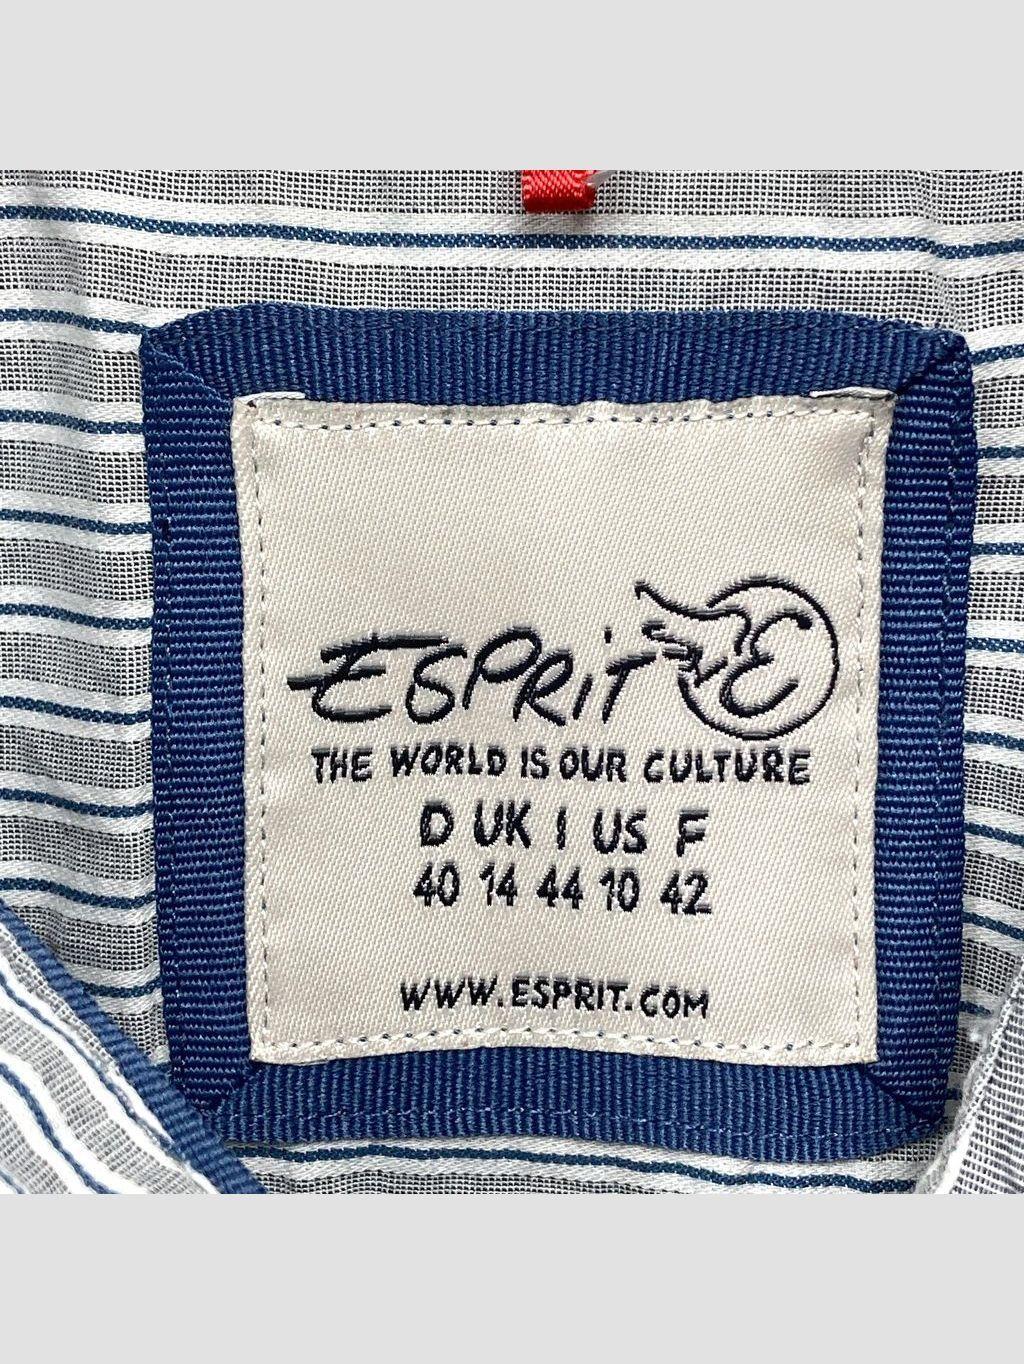 ESPRiT E
THE WORLD IS OUR CULTURE
D UK I US F
40 14 44 10 42
WWW.ESPRIT.COM